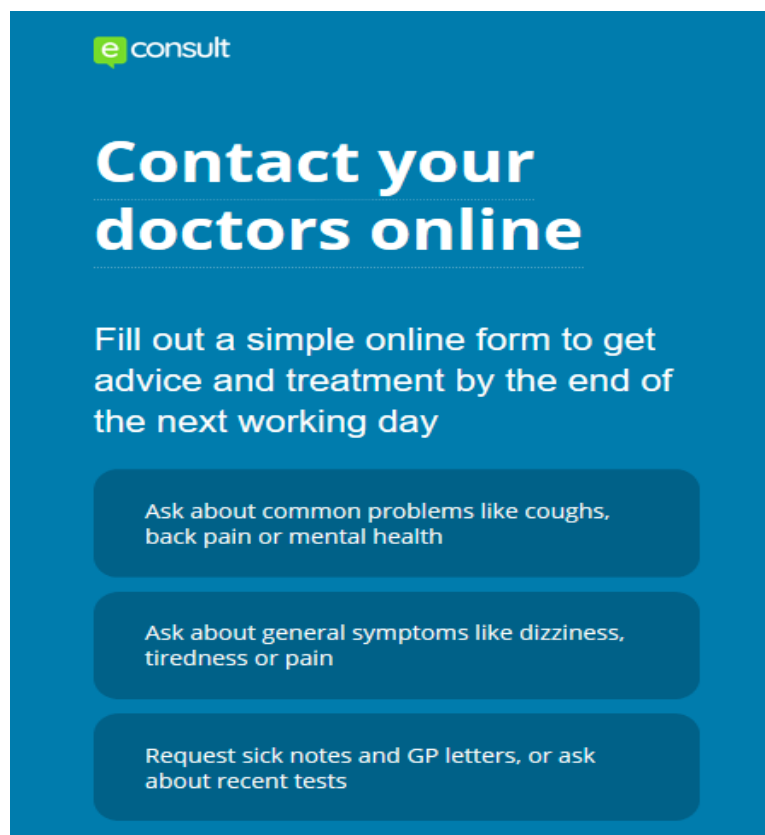 e consult
Contact your
doctors online
Fill out a simple online form to get
advice and treatment by the end of
the next working day
Ask about common problems like coughs,
back pain or mental health
Ask about general symptoms like dizziness,
tiredness or pain
Request sick notes and GP letters, or ask
about recent tests